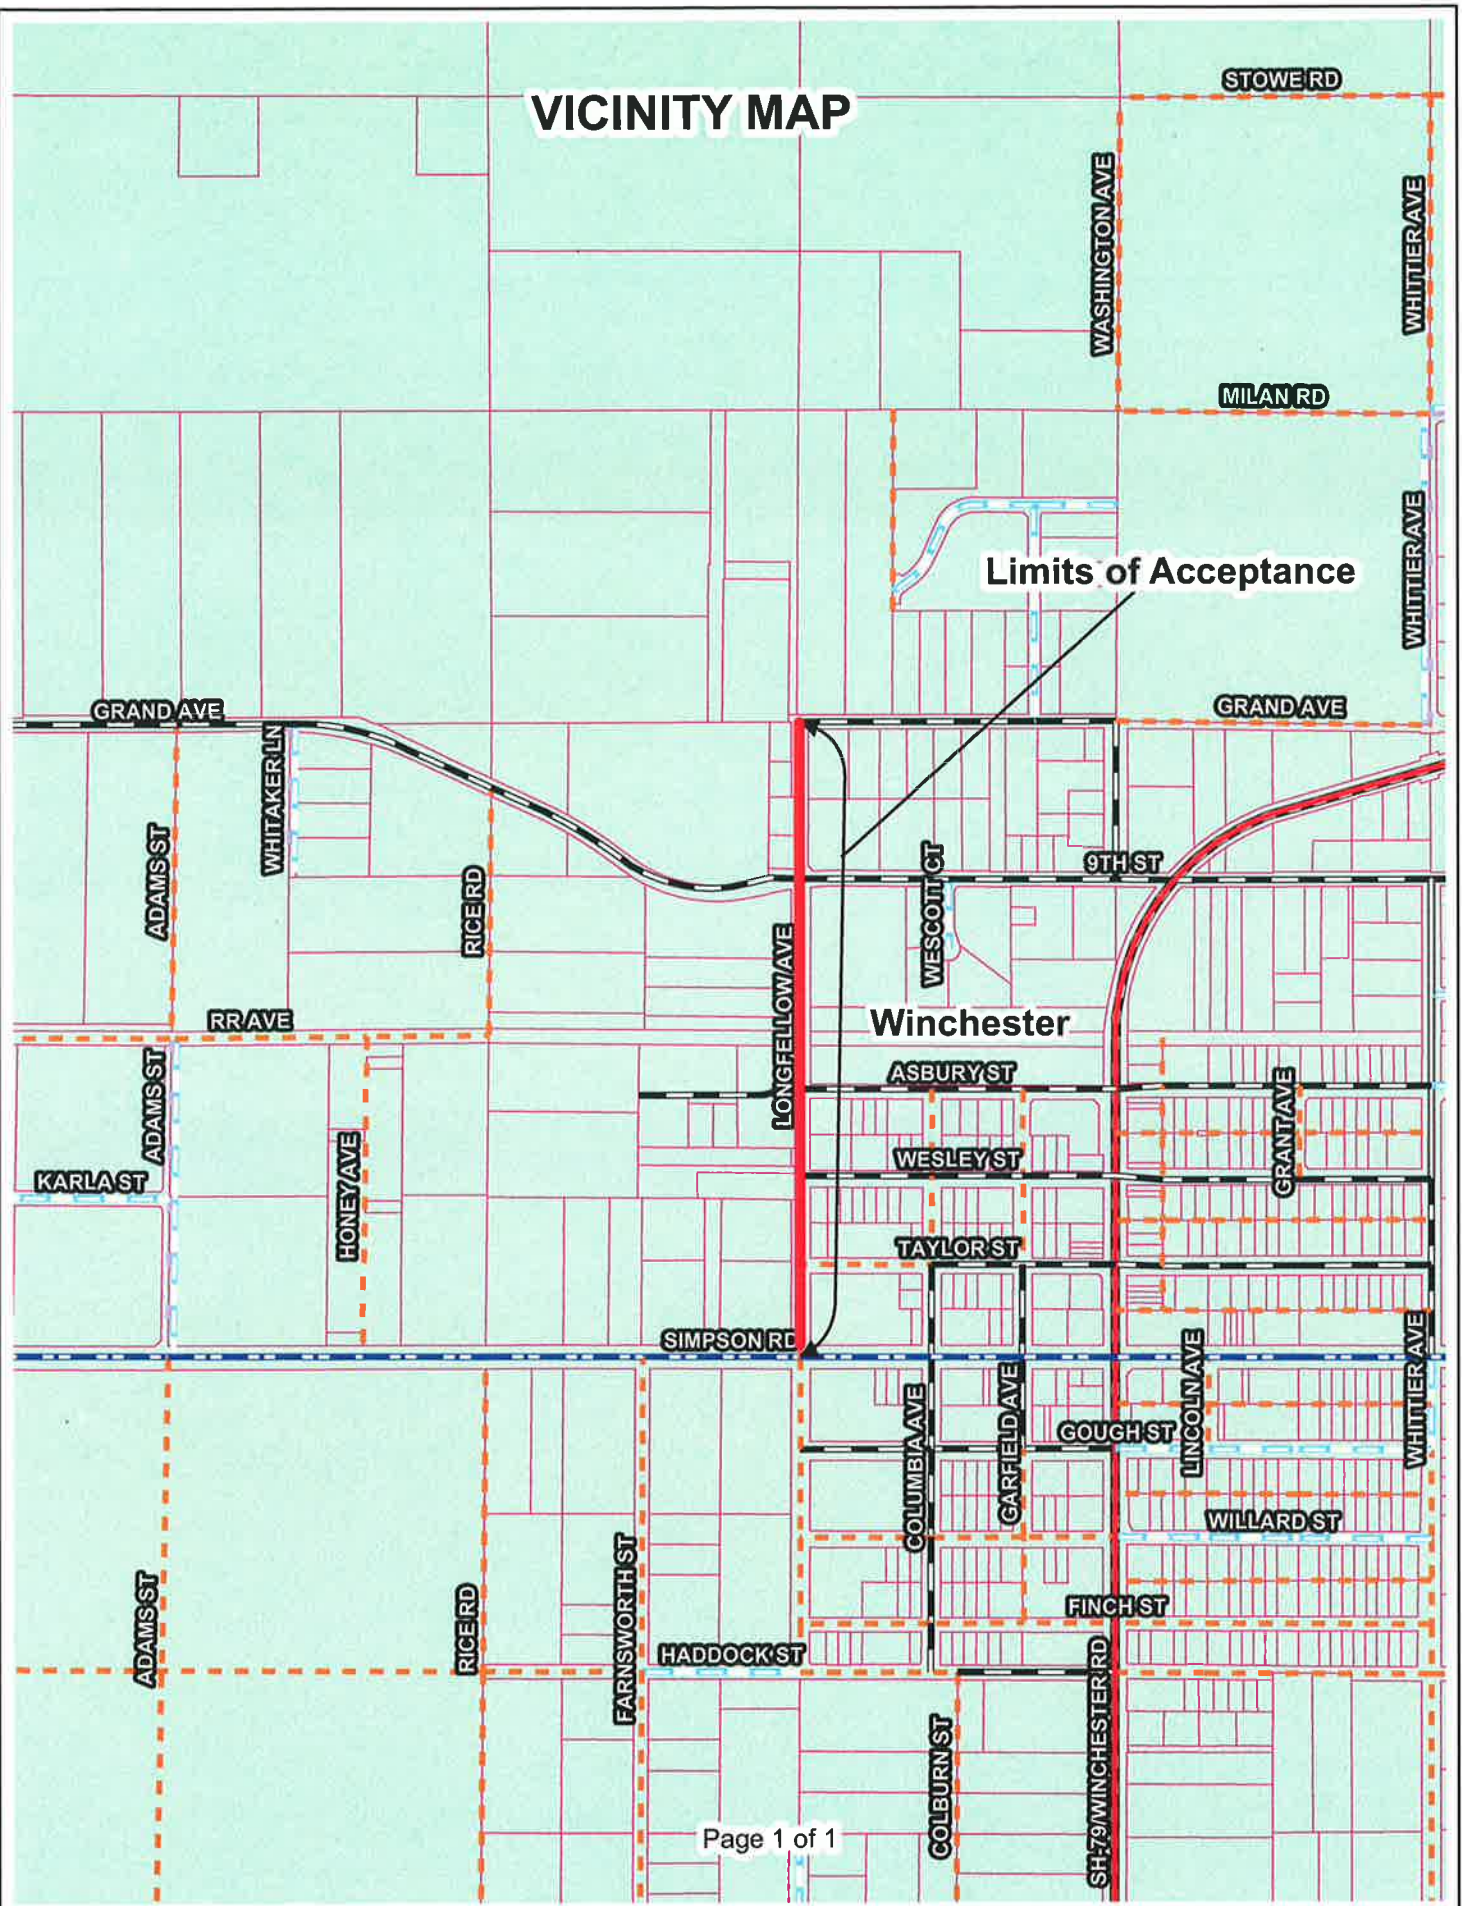 STOWE RD
VICINITY MAP
WASHINGTON AVE
WHITTIER AVE
MILAN RD
WHITTIER AVE
Limits of Acceptance
GRAND AVE
GRAND AVE
WHITAKER LN
ADAMS ST
RICE RD
9TH ST
WESCOTT CT
LONGFELLOW AVE
RR AVE
Winchester
ADAMS ST
ASBURY ST
GRANT AVE
HONEY AVE
WESLEY ST
KARLA ST
TAYLOR ST
SIMPSON RD
WHITTIER AVE
LINCOLN AVE
COLUMBIA AVE
GARFIELD AVE
GOUGH ST
WILLARD ST
ADAMS ST
RICE RD
FARNSWORTH ST
FINCH ST
HADDOCK ST
SH-79/WINCHESTER RD
COLBURN ST
Page 1 of 1